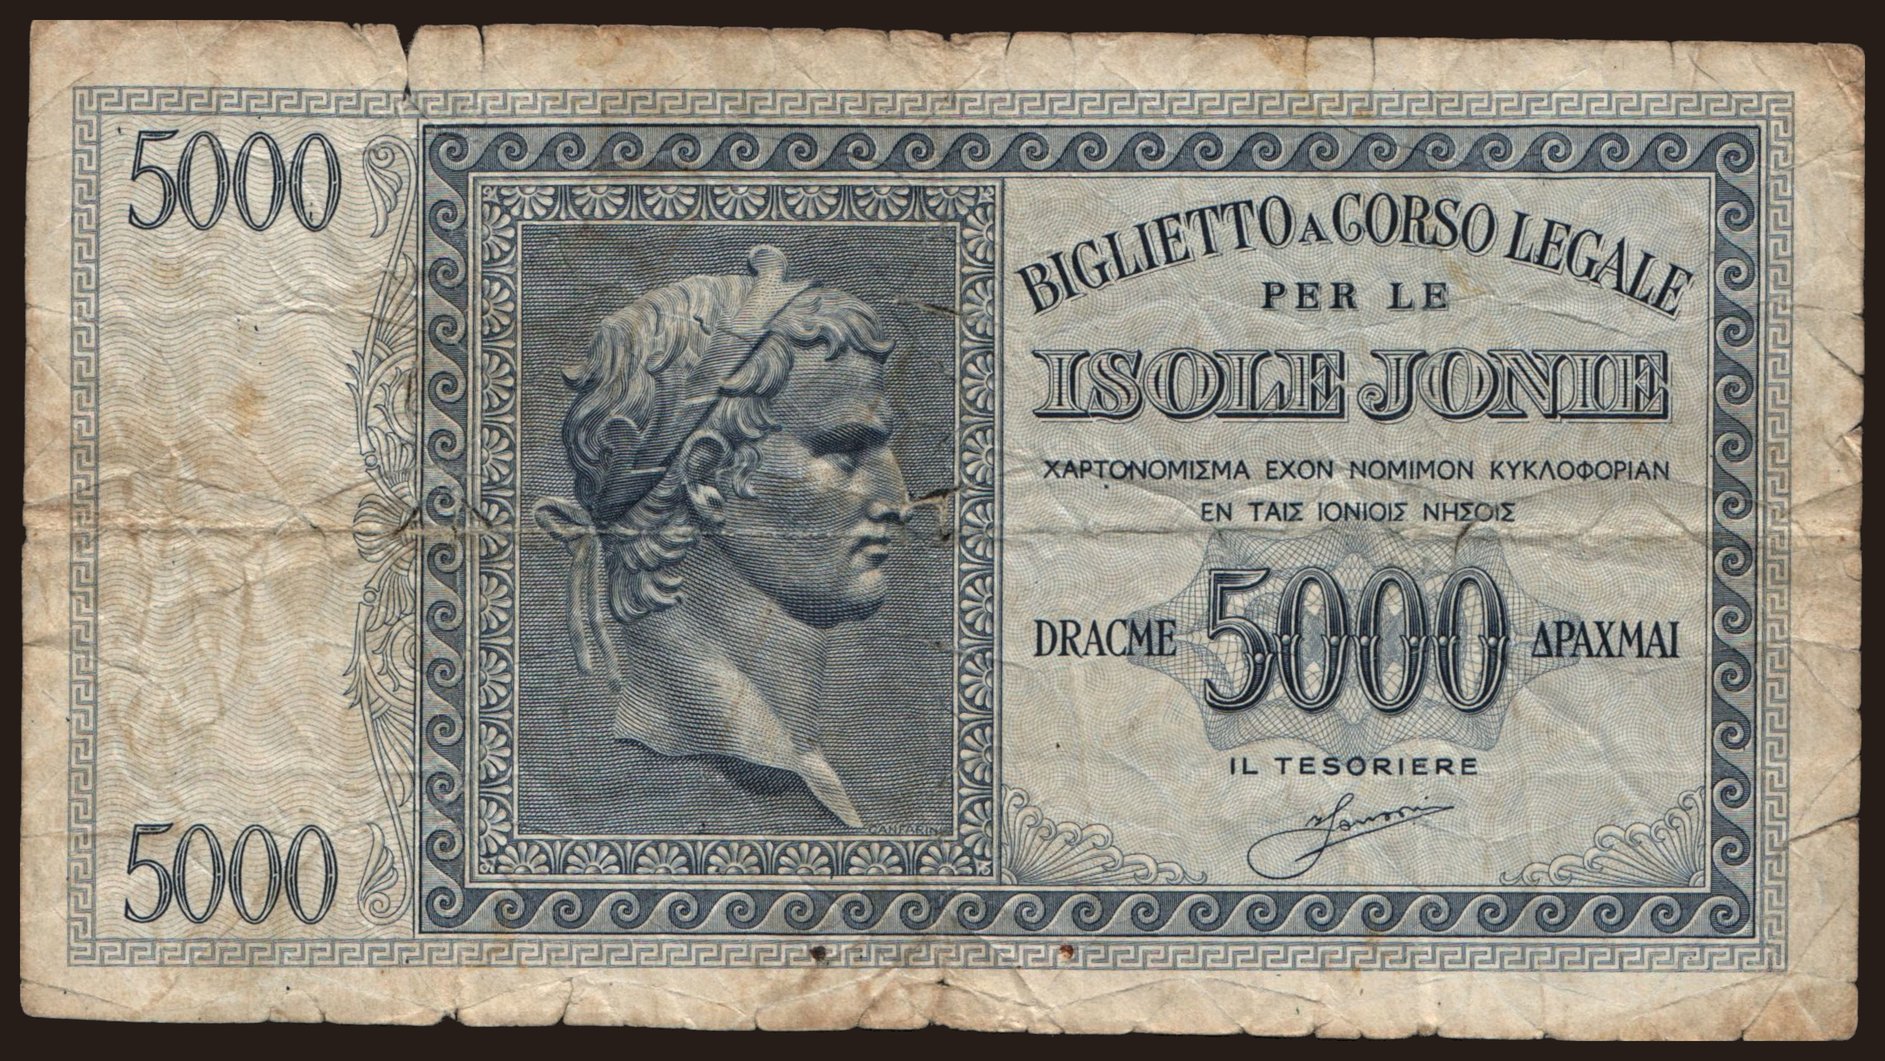 5000
BIGLIETTO A CORSO LEGALE
PER LE
ISOLE JONIE
ΧΑΡΤΟΝΟΜΙΣΜΑ ΕΧΟΝ ΝΟΜΙΜΟΝ ΚΥΚΛΟΦΟΡΙΑΝ
ΕΝ ΤΑΙΣ ΙΟΝΙΟΙΣ ΝΗΣΟΙΣ
DRACME 5000 ΔΡΑΧΜΑΙ
IL TESORIERE
5000